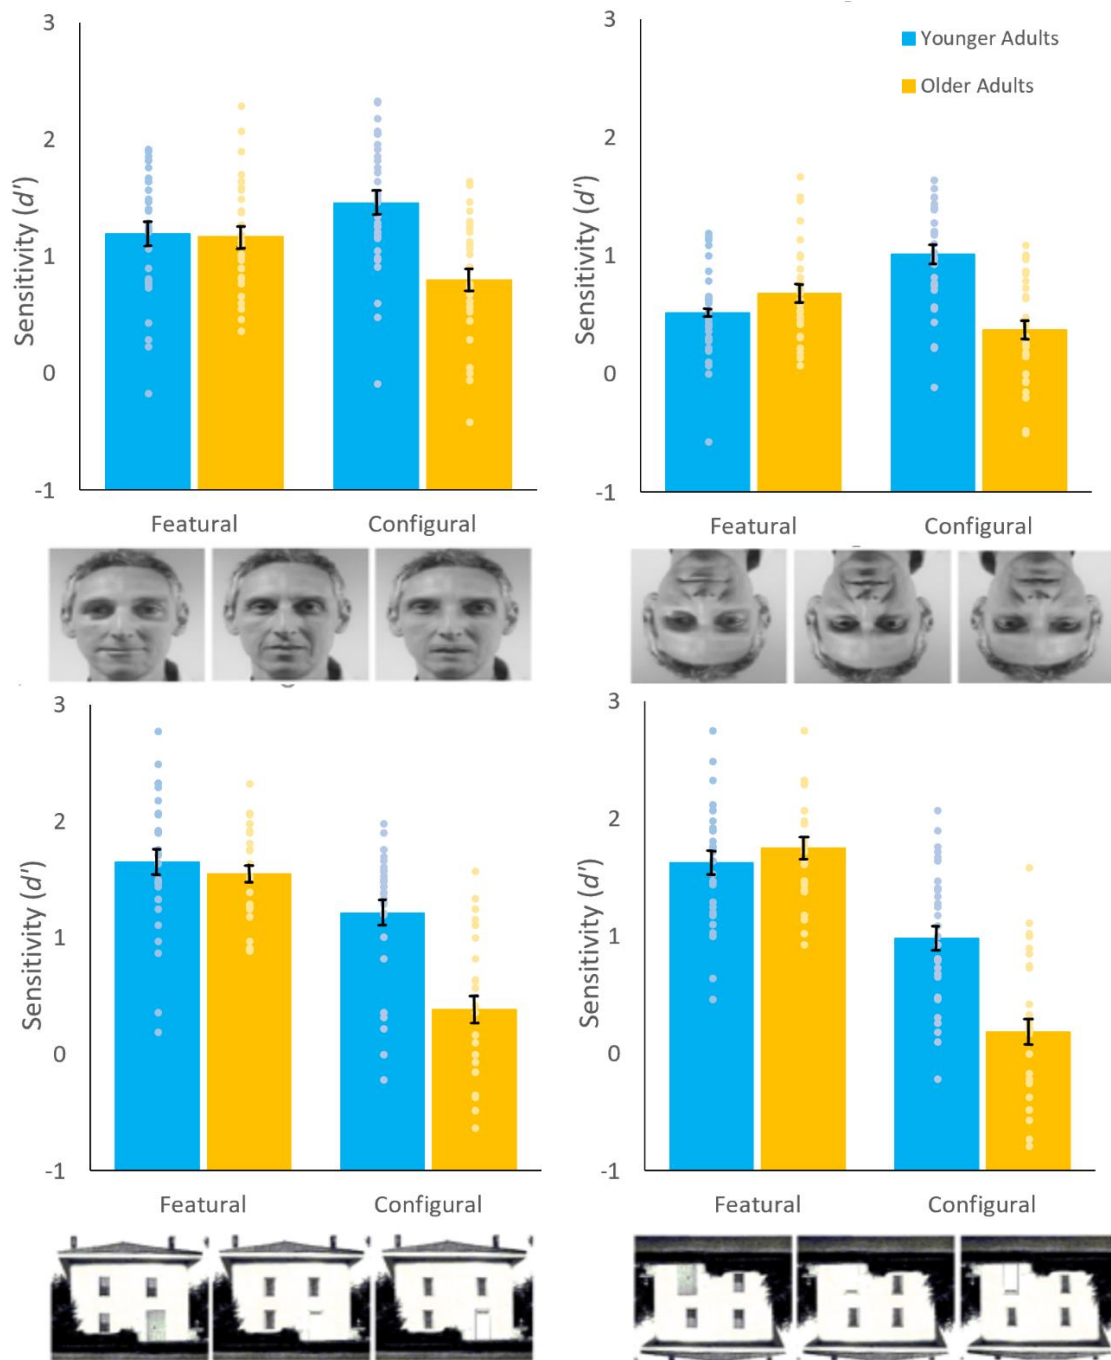 3
2
1
0
-1
Sensitivity (d')
Featural
Configural
3
2
1
0
-1
Sensitivity (d')
Younger Adults
Older Adults
Featural
Configural
3
2
1
0
-1
Sensitivity (d')
Featural
Configural
3
2
1
0
-1
Sensitivity (d')
Featural
Configural